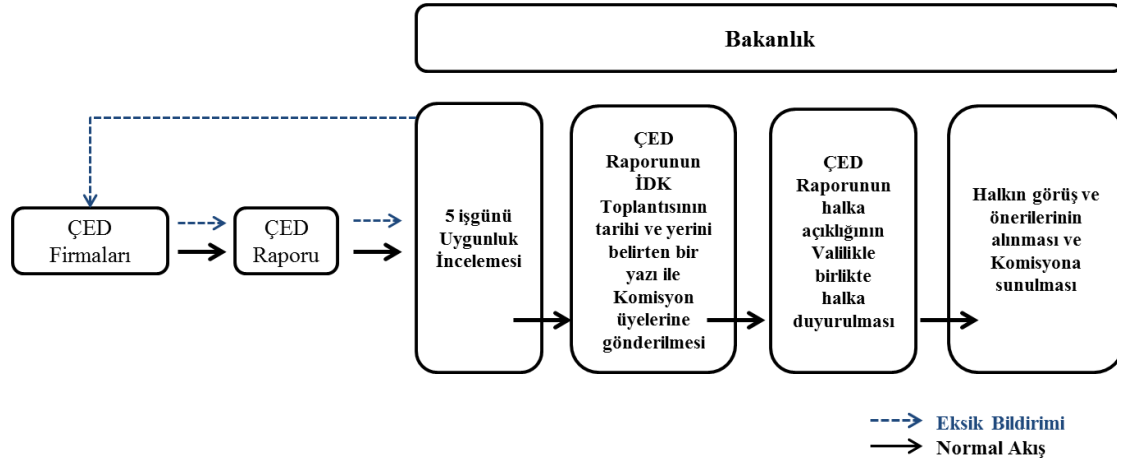 Bakanlık
ÇED
Firmaları
ÇED
Raporu
5 işgünü
Uygunluk
İncelemesi
ÇED
Raporunun
İDK
Toplantısının
tarihi ve yerini
belirten bir
yazı ile
Komisyon
üyelerine
gönderilmesi
ÇED
Raporunun
halka
açıklığının
Valilikle
birlikte
halka
duyurulması
Halkın görüş ve
önerilerinin
alınması ve
Komisyona
sunulması
Eksik Bildirimi
Normal Akış